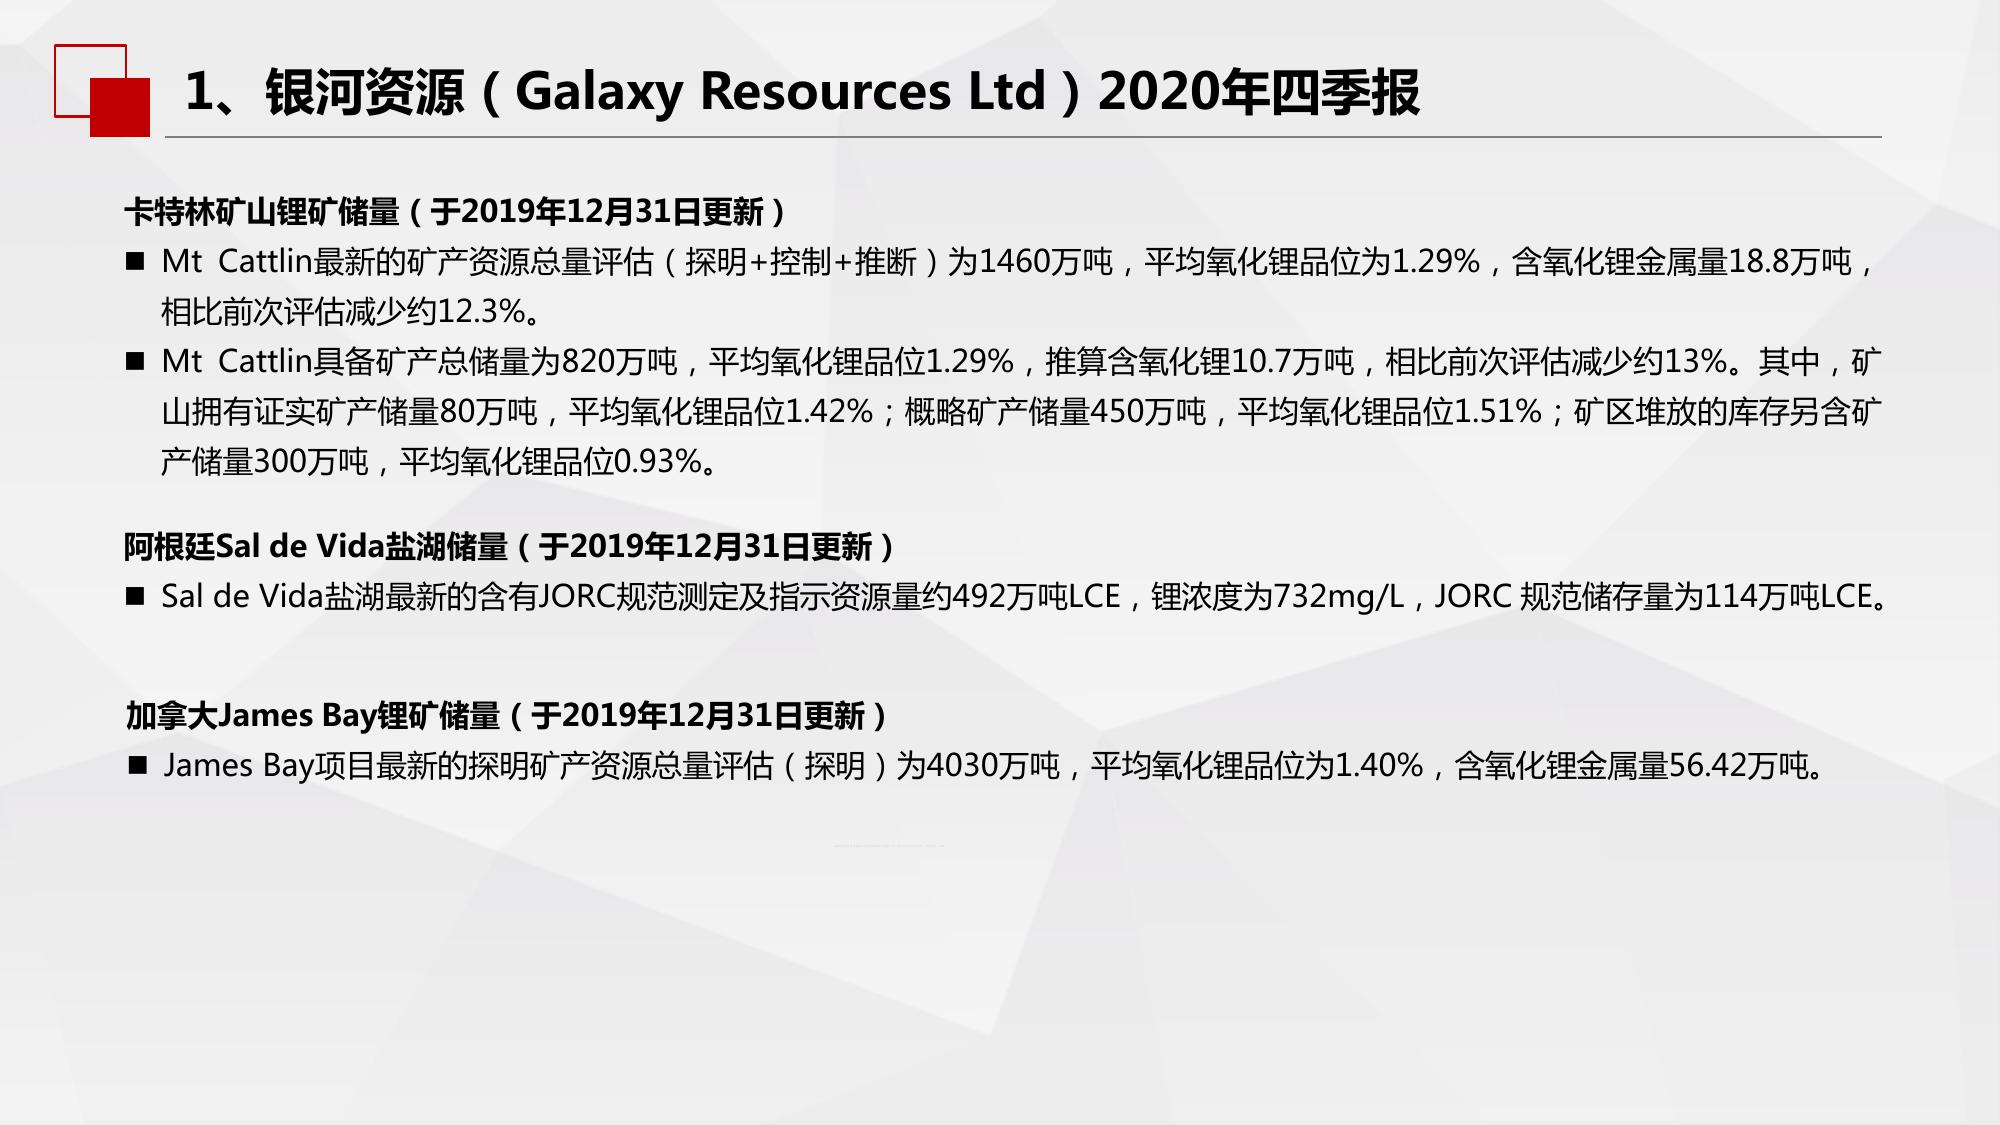 1、银河资源（Galaxy Resources Ltd）2020年四季报
卡特林矿山锂矿储量（于2019年12月31日更新）
■ Mt Cattlin最新的矿产资源总量评估（探明+控制+推断）为1460万吨，平均氧化锂品位为1.29%，含氧化锂金属量18.8万吨，
相比前次评估减少约12.3%。
■ Mt Cattlin具备矿产总储量为820万吨，平均氧化锂品位1.29%，推算含氧化锂10.7万吨，相比前次评估减少约13%。其中，矿
山拥有证实矿产储量80万吨，平均氧化锂品位1.42%；概略矿产储量450万吨，平均氧化锂品位1.51%；矿区堆放的库存另含矿
产储量300万吨，平均氧化锂品位0.93%。
阿根廷Sal de Vida盐湖储量（于2019年12月31日更新）
■ Sal de Vida盐湖最新的含有JORC规范测定及指示资源量约492万吨LCE，锂浓度为732mg/L，JORC 规范储存量为114万吨LCE。
加拿大James Bay锂矿储量（于2019年12月31日更新）
■ James Bay项目最新的探明矿产资源总量评估（探明）为4030万吨，平均氧化锂品位为1.40%，含氧化锂金属量56.42万吨。